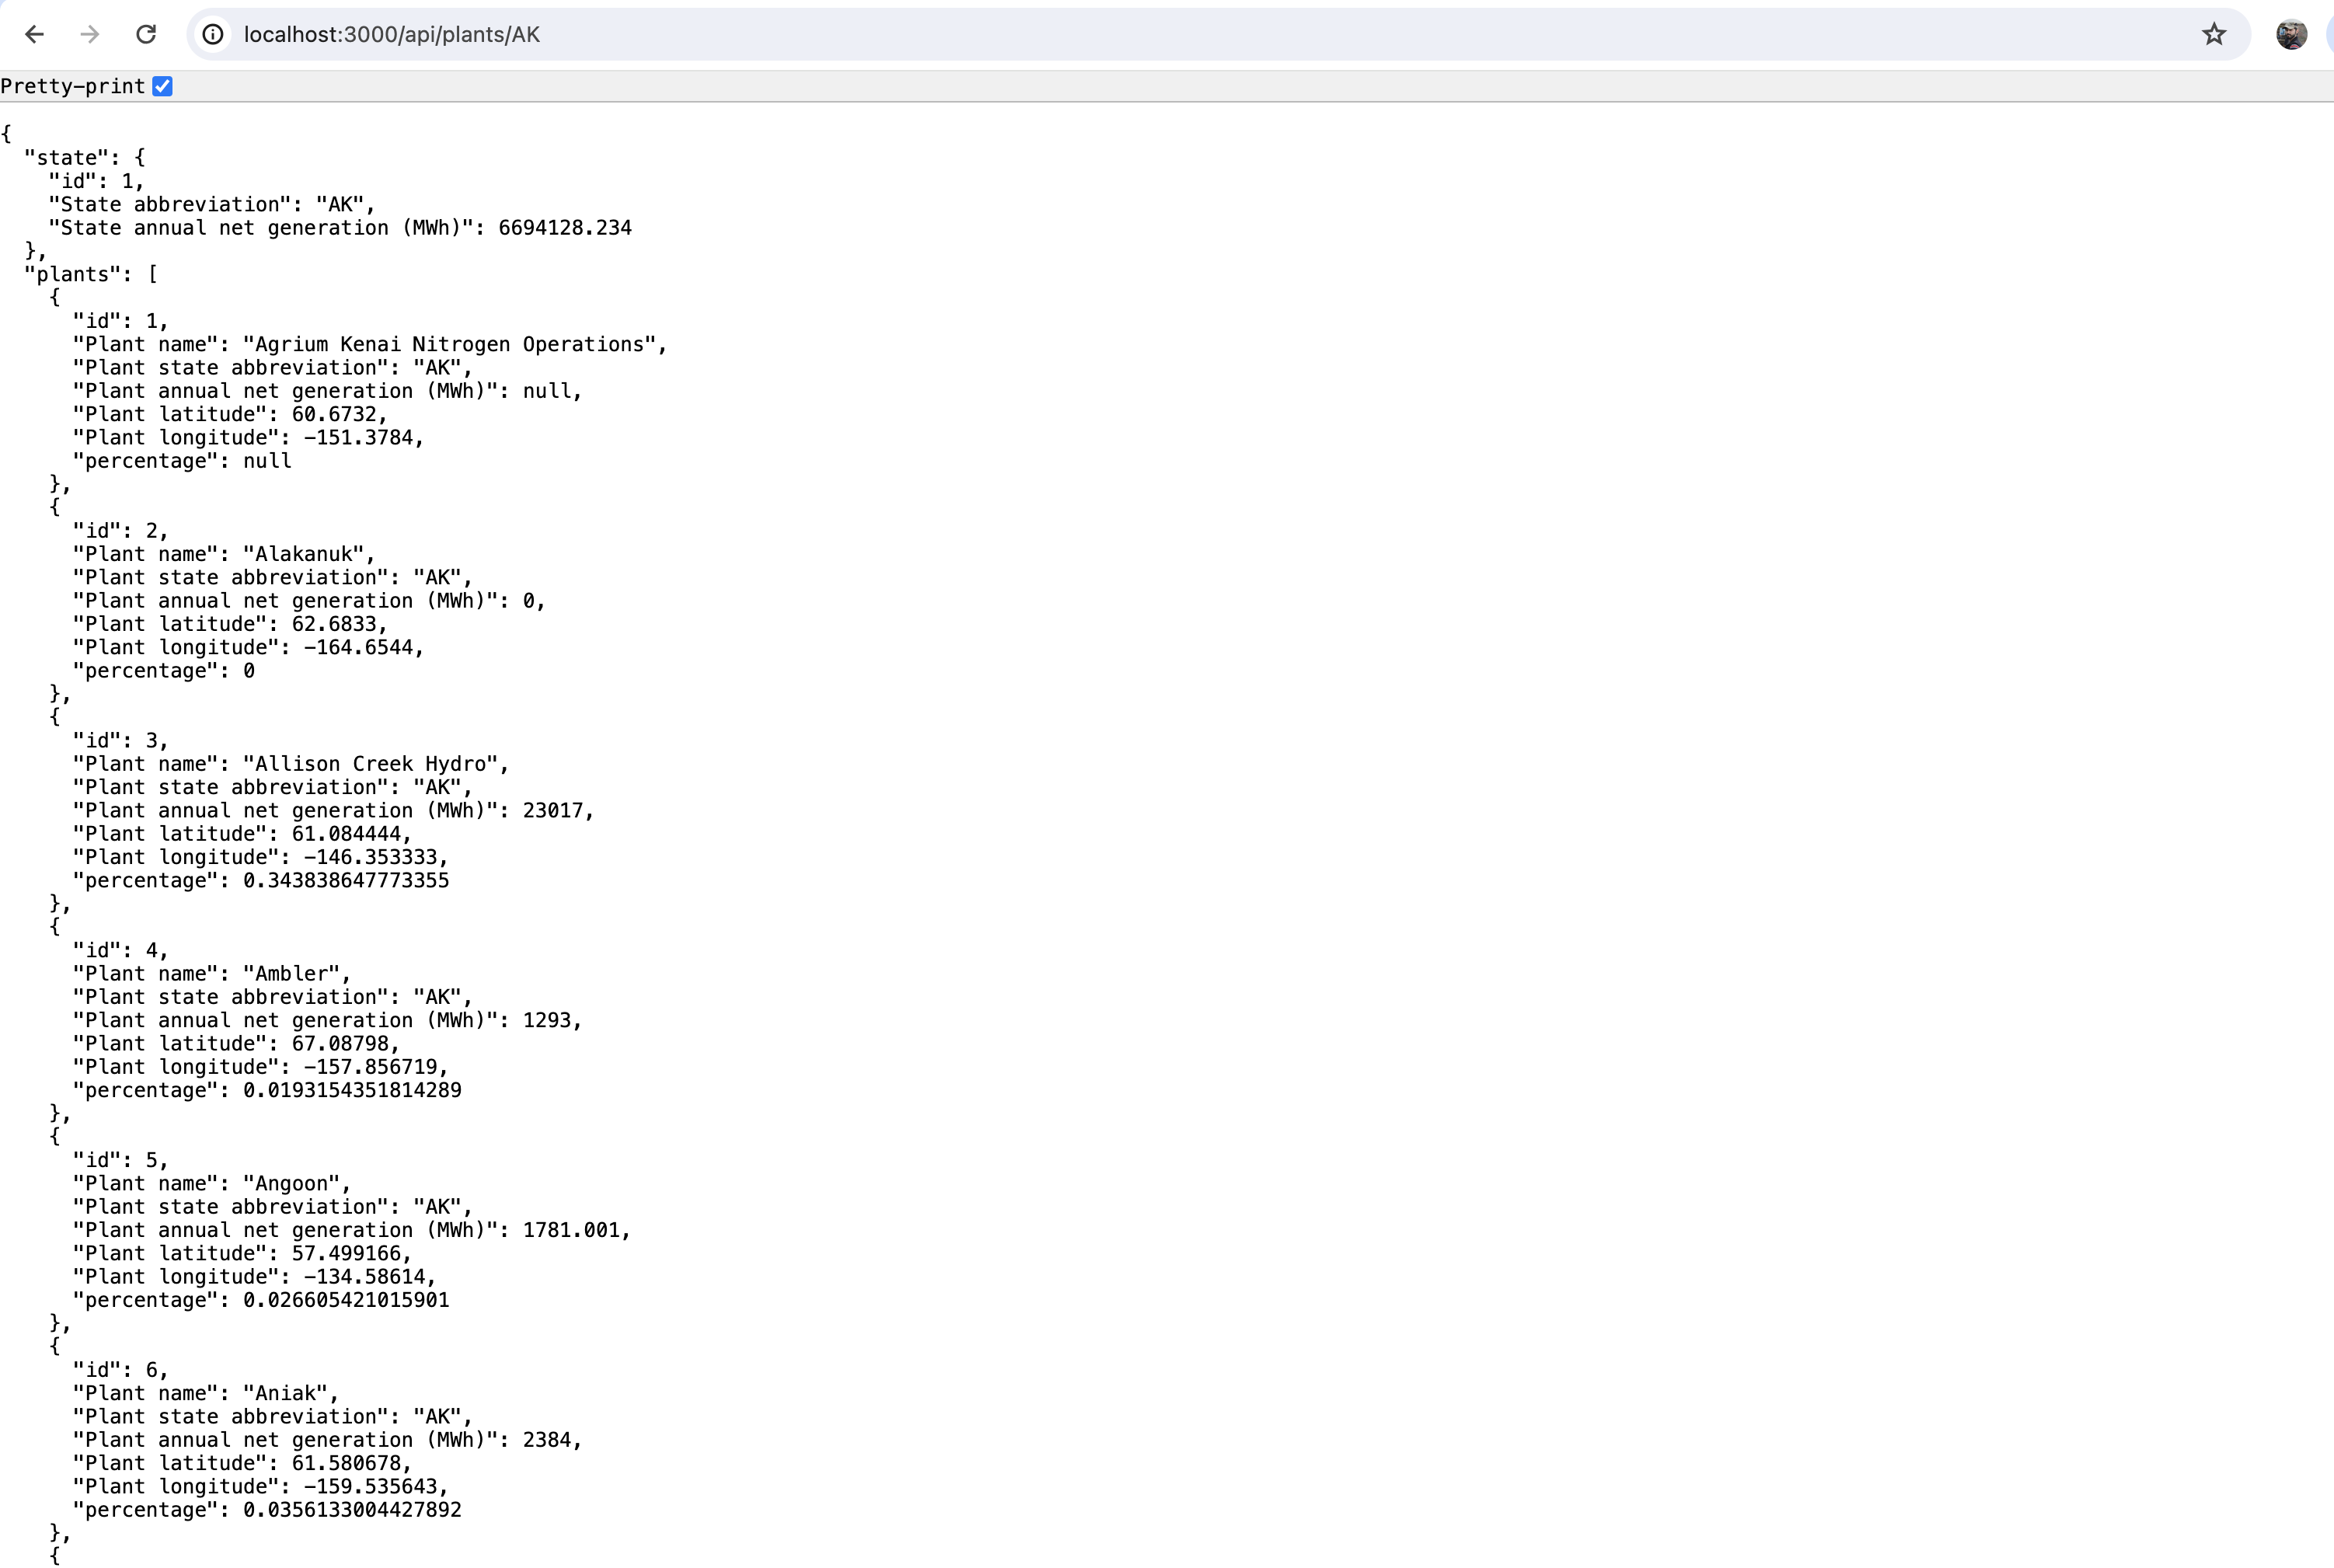 localhost:3000/api/plants/AK
Pretty-print
{
  "state": {
    "id": 1,
    "State abbreviation": "AK",
    "State annual net generation (MWh)": 6694128.234
  },
  "plants": [
    {
      "id": 1,
      "Plant name": "Agrium Kenai Nitrogen Operations",
      "Plant state abbreviation": "AK",
      "Plant annual net generation (MWh)": null,
      "Plant latitude": 60.6732,
      "Plant longitude": -151.3784,
      "percentage": null
    },
    {
      "id": 2,
      "Plant name": "Alakanuk",
      "Plant state abbreviation": "AK",
      "Plant annual net generation (MWh)": 0,
      "Plant latitude": 62.6833,
      "Plant longitude": -164.6544,
      "percentage": 0
    },
    {
      "id": 3,
      "Plant name": "Allison Creek Hydro",
      "Plant state abbreviation": "AK",
      "Plant annual net generation (MWh)": 23017,
      "Plant latitude": 61.084444,
      "Plant longitude": -146.353333,
      "percentage": 0.343838647773355
    },
    {
      "id": 4,
      "Plant name": "Ambler",
      "Plant state abbreviation": "AK",
      "Plant annual net generation (MWh)": 1293,
      "Plant latitude": 67.08798,
      "Plant longitude": -157.856719,
      "percentage": 0.0193154351814289
    },
    {
      "id": 5,
      "Plant name": "Angoon",
      "Plant state abbreviation": "AK",
      "Plant annual net generation (MWh)": 1781.001,
      "Plant latitude": 57.499166,
      "Plant longitude": -134.58614,
      "percentage": 0.026605421015901
    },
    {
      "id": 6,
      "Plant name": "Aniak",
      "Plant state abbreviation": "AK",
      "Plant annual net generation (MWh)": 2384,
      "Plant latitude": 61.580678,
      "Plant longitude": -159.535643,
      "percentage": 0.0356133004427892
    },
    {